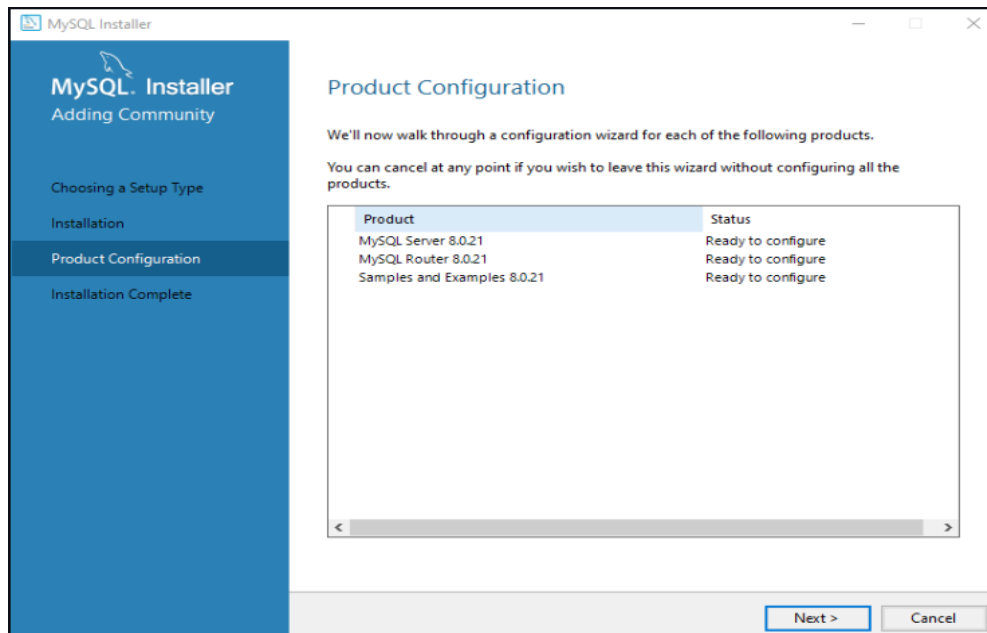 MySQL Installer
MySQL. Installer
Adding Community
Choosing a Setup Type
Installation
Product Configuration
Installation Complete
Product Configuration
We'll now walk through a configuration wizard for each of the following products.
You can cancel at any point if you wish to leave this wizard without configuring all the
products.
Product Status
MySQL Server 8.0.21 Ready to configure
MySQL Router 8.0.21 Ready to configure
Samples and Examples 8.0.21 Ready to configure
Next > Cancel